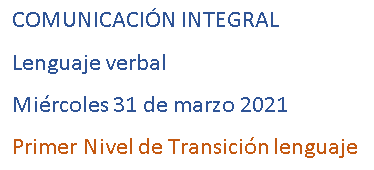 COMUNICACIÓN INTEGRAL
Lenguaje verbal
Miércoles 31 de marzo 2021
Primer Nivel de Transición lenguaje